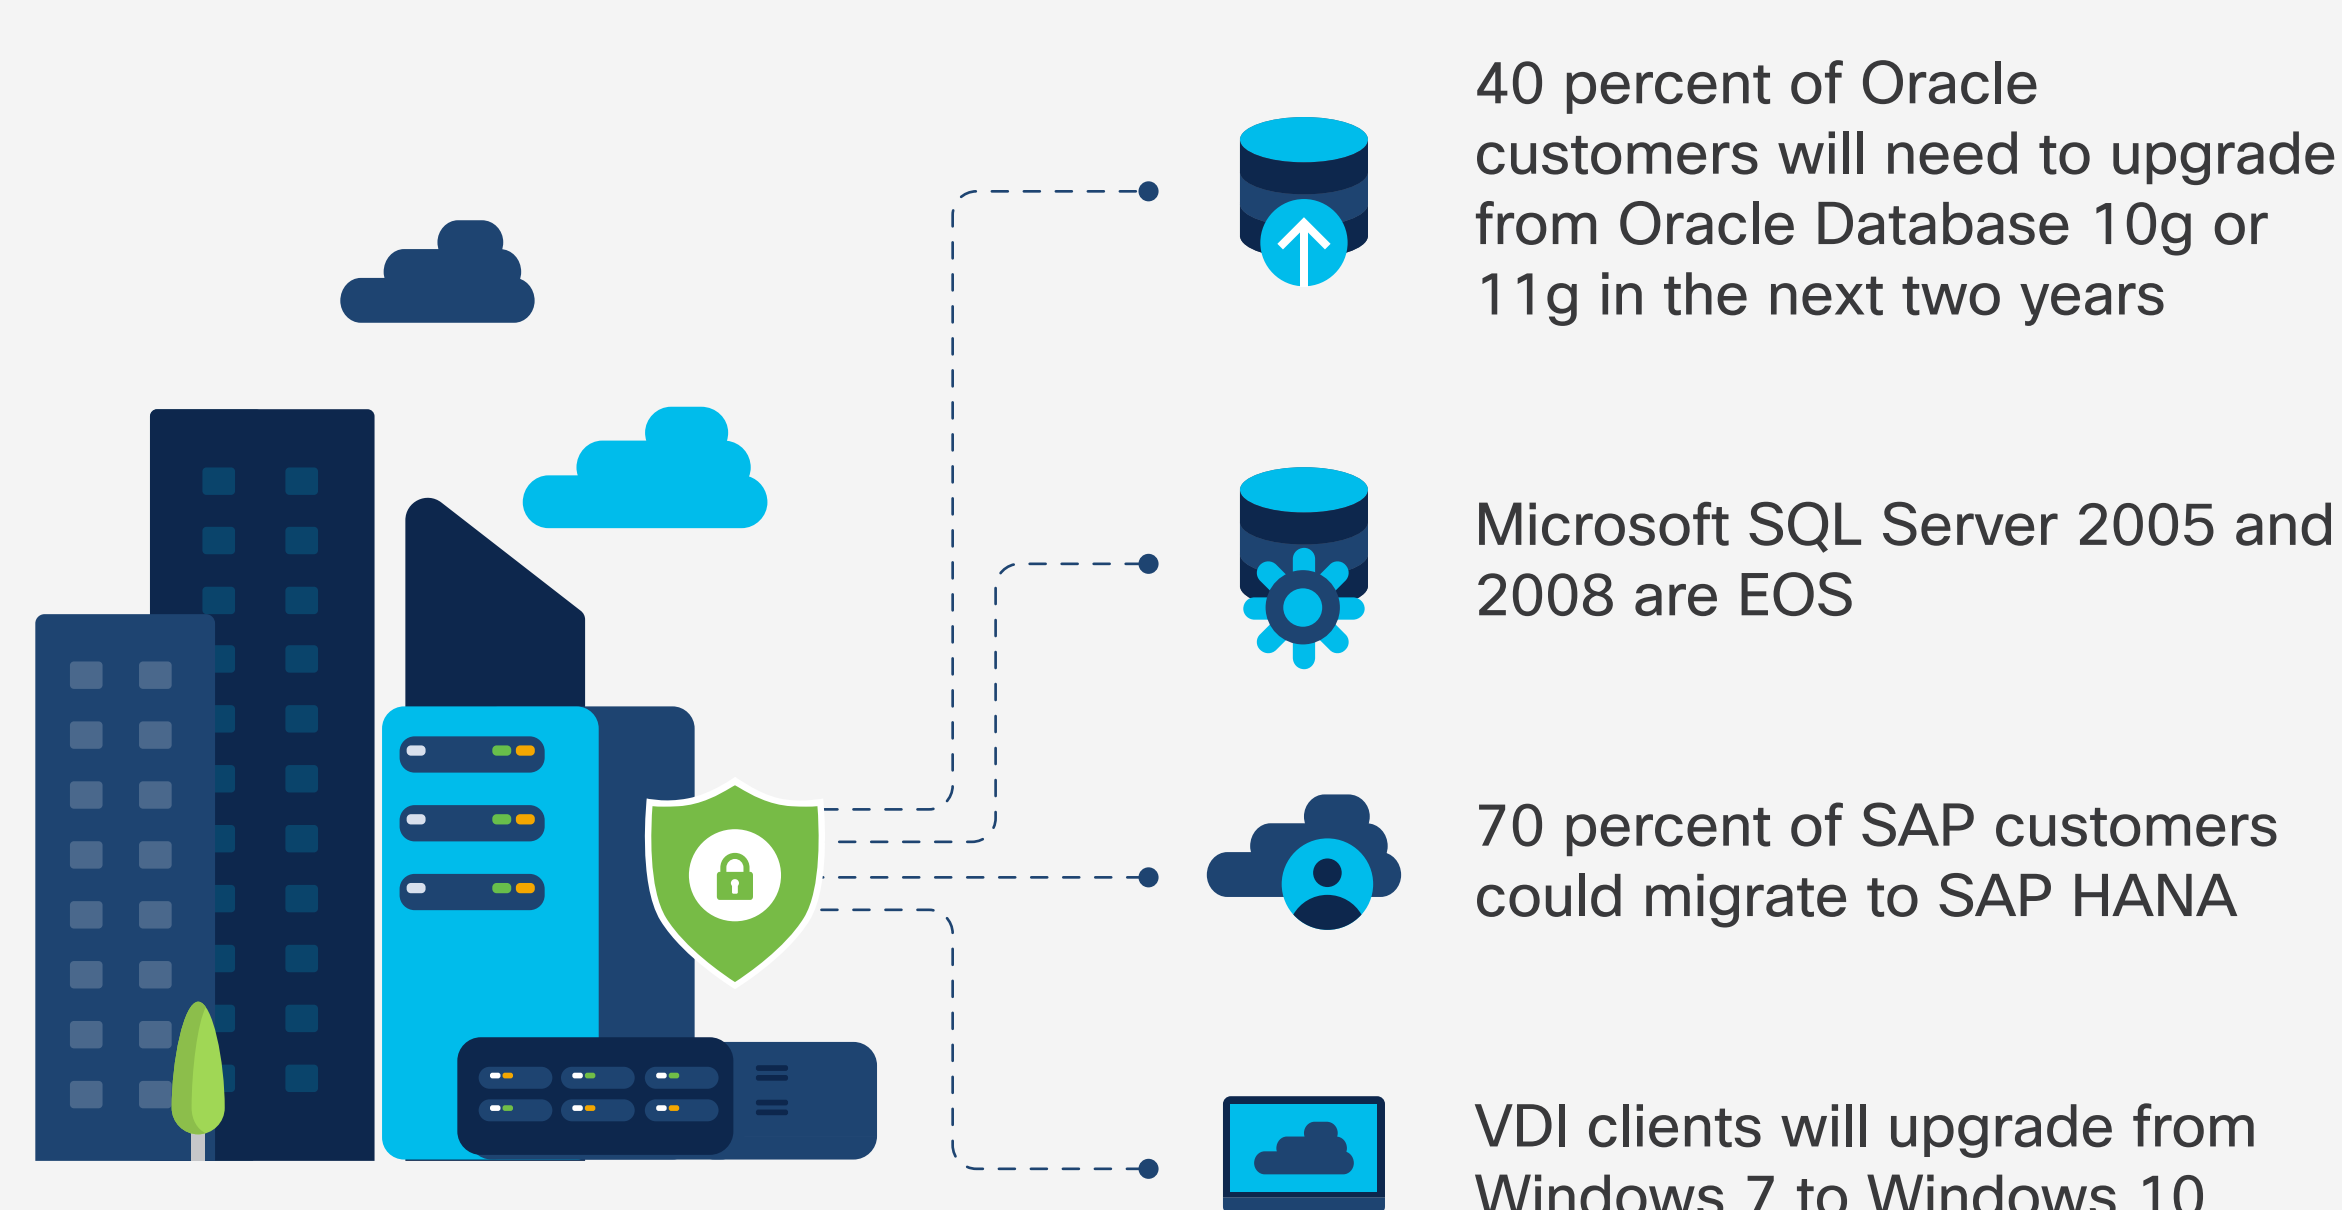 40 percent of Oracle
customers will need to upgrade
from Oracle Database 10g or
11g in the next two years
Microsoft SQL Server 2005 and
2008 are EOS
70 percent of SAP customers
could migrate to SAP HANA
VDI clients will upgrade from
Windows 7 to Windows 10